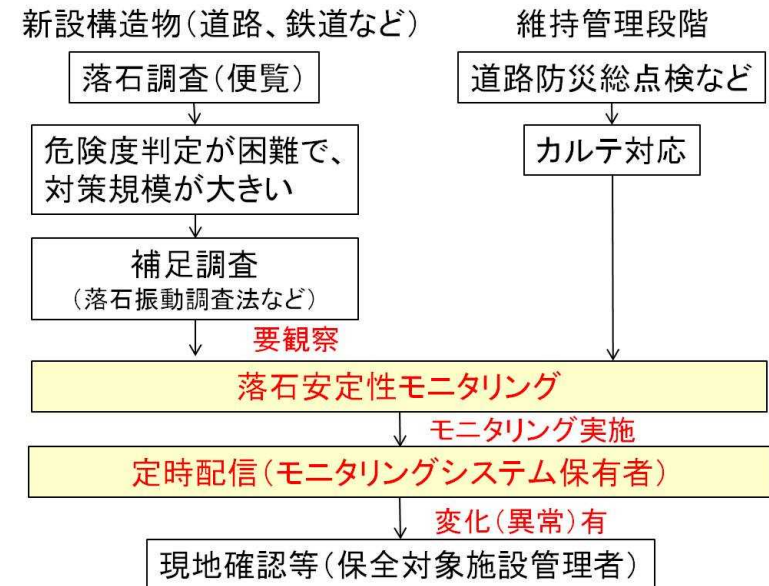 新設構造物(道路、鉄道など)
落石調査(便覧)
危険度判定が困難で、
対策規模が大きい
補足調査
(落石振動調査法など)
要観察
維持管理段階
道路防災総点検など
カルテ対応
落石安定性モニタリング
モニタリング実施
定時配信(モニタリングシステム保有者)
変化(異常)有
現地確認等(保全対象施設管理者)